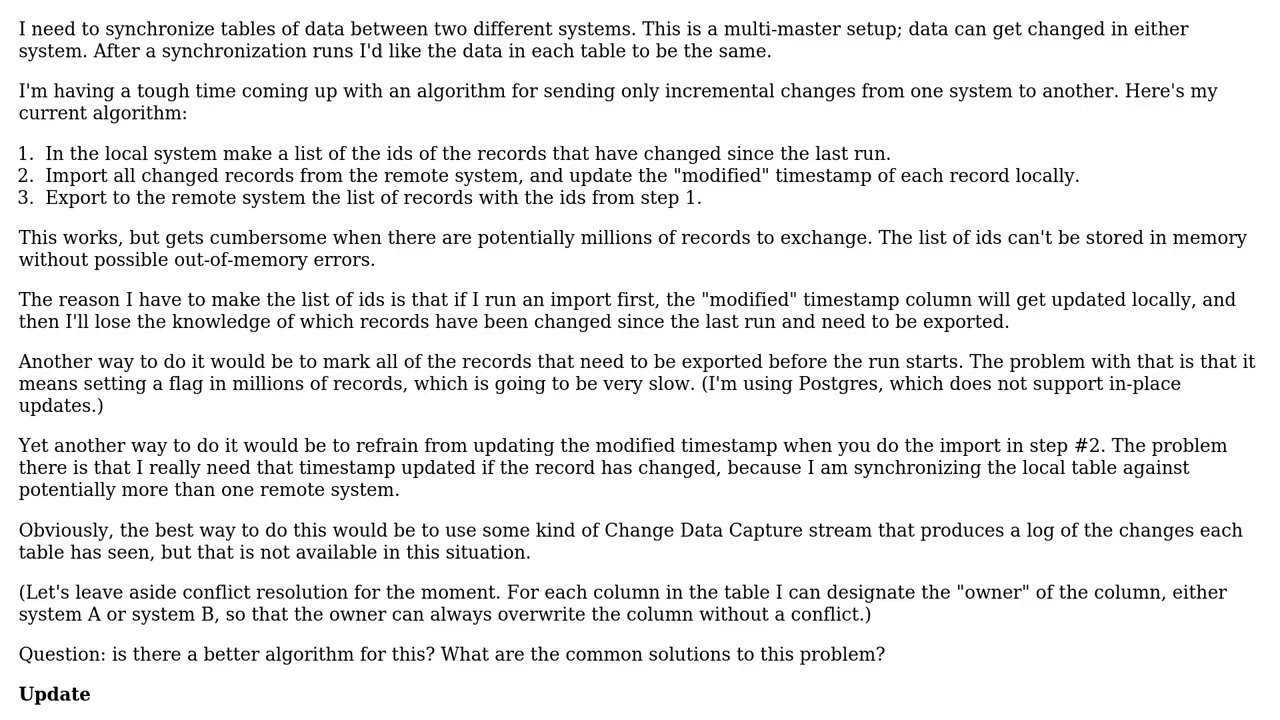 I need to synchronize tables of data between two different systems. This is a multi-master setup; data can get changed in either
system. After a synchronization runs I'd like the data in each table to be the same.
I'm having a tough time coming up with an algorithm for sending only incremental changes from one system to another. Here's my
current algorithm:
1. In the local system make a list of the ids of the records that have changed since the last run.
2. Import all changed records from the remote system, and update the "modified" timestamp of each record locally.
3. Export to the remote system the list of records with the ids from step 1.
This works, but gets cumbersome when there are potentially millions of records to exchange. The list of ids can't be stored in memory
without possible out-of-memory errors.
The reason I have to make the list of ids is that if I run an import first, the "modified" timestamp column will get updated locally, and
then I'll lose the knowledge of which records have been changed since the last run and need to be exported.
Another way to do it would be to mark all of the records that need to be exported before the run starts. The problem with that is that it
means setting a flag in millions of records, which is going to be very slow. (I'm using Postgres, which does not support in-place
updates.)
Yet another way to do it would be to refrain from updating the modified timestamp when you do the import in step #2. The problem
there is that I really need that timestamp updated if the record has changed, because I am synchronizing the local table against
potentially more than one remote system.
Obviously, the best way to do this would be to use some kind of Change Data Capture stream that produces a log of the changes each
table has seen, but that is not available in this situation.
(Let's leave aside conflict resolution for the moment. For each column in the table I can designate the "owner" of the column, either
system A or system B, so that the owner can always overwrite the column without a conflict.)
Question: is there a better algorithm for this? What are the common solutions to this problem?
Update